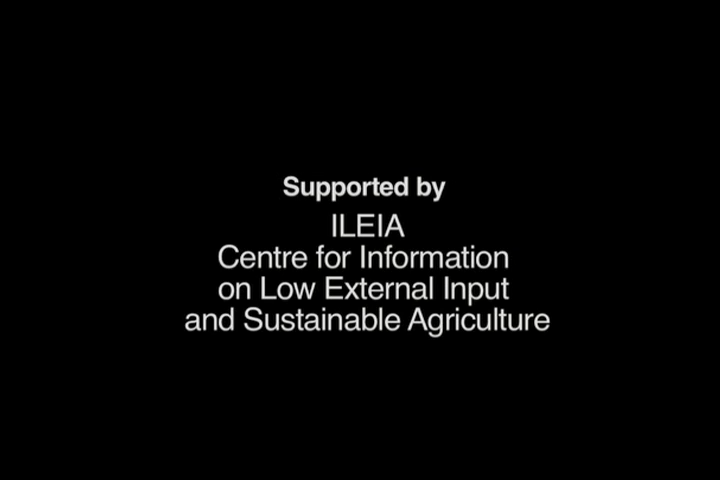 Supported by
ILEIA
Centre for Information
on Low External Input
and Sustainable Agriculture